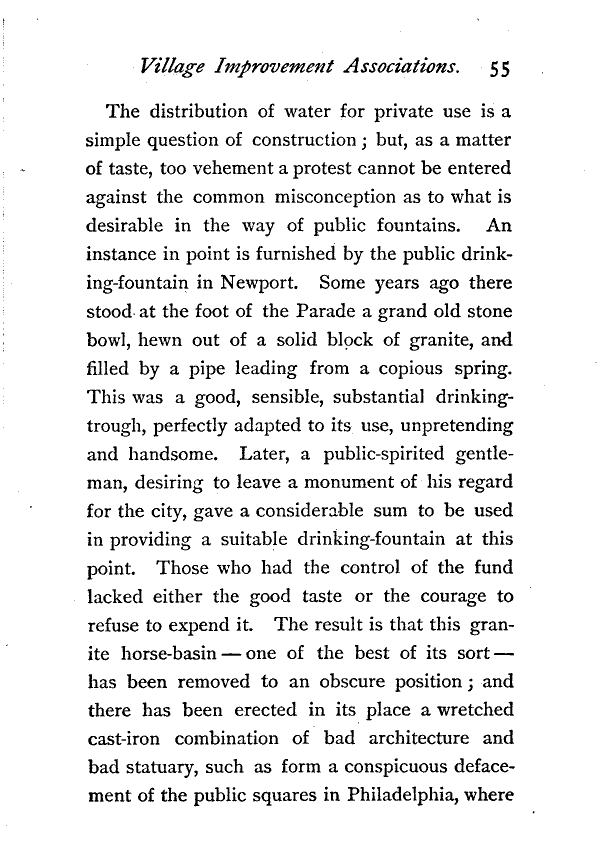 Village Improvement Associations. 55
The distribution of water for private use is a
simple question of construction ; but, as a matter
of taste, too vehement a protest cannot be entered
against the common misconception as to what is
desirable in the way of public fountains. An
instance in point is furnished by the public drink-
ing-fountain in Newport. Some years ago there
stood at the foot of the Parade a grand old stone
bowl, hewn out of a solid block of granite, and
filled by a pipe leading from a copious spring.
This was a good, sensible, substantial drinking-
trough, perfectly adapted to its use, unpretending
and handsome. Later, a public-spirited gentle-
man, desiring to leave a monument of his regard
for the city, gave a considerable sum to be used
in providing a suitable drinking-fountain at this
point. Those who had the control of the fund
lacked either the good taste or the courage to
refuse to expend it. The result is that this gran-
ite horse-basin — one of the best of its sort —
has been removed to an obscure position ; and
there has been erected in its place a wretched
cast-iron combination of bad architecture and
bad statuary, such as form a conspicuous deface-
ment of the public squares in Philadelphia, where